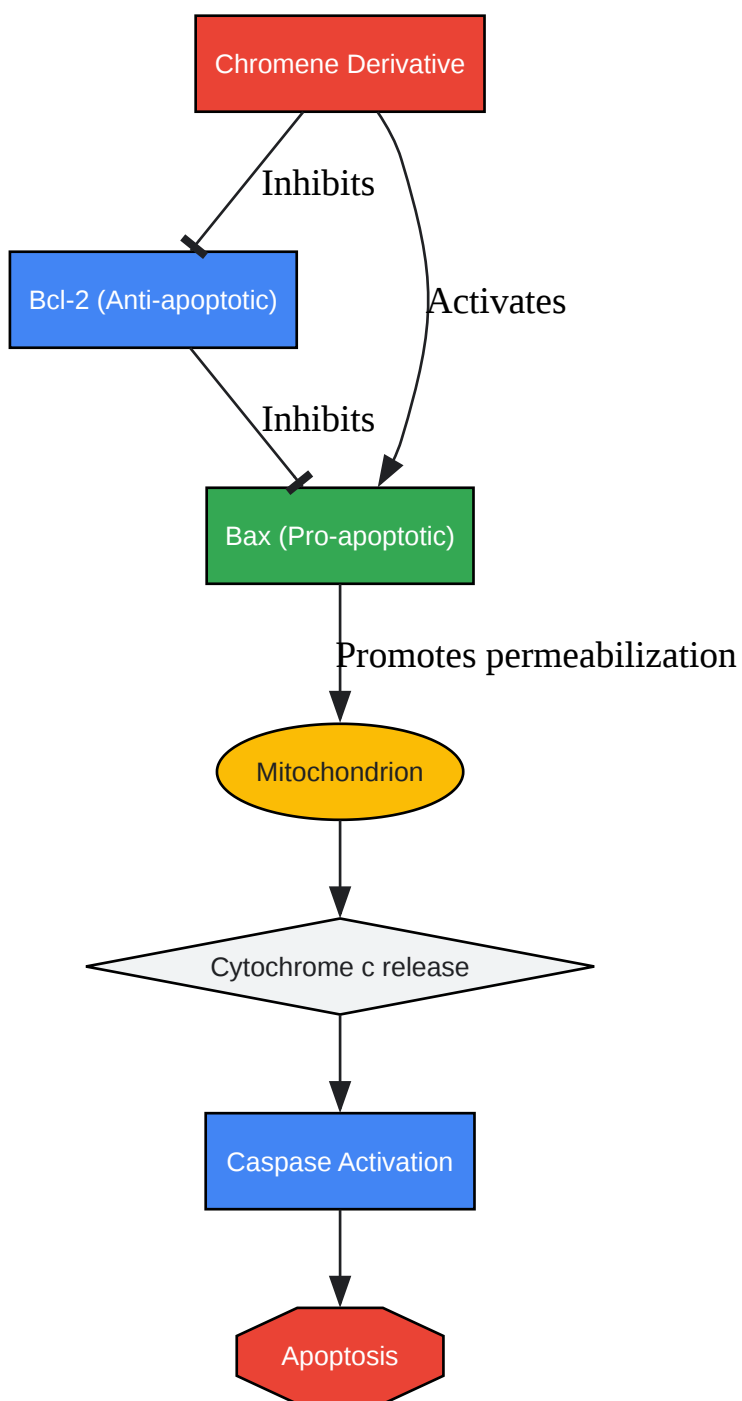 Chromene Derivative
Inhibits
Bcl-2 (Anti-apoptotic)
Activates
Inhibits
Bax (Pro-apoptotic)
Promotes permeabilization
Mitochondrion
Cytochrome c release
Caspase Activation
Apoptosis